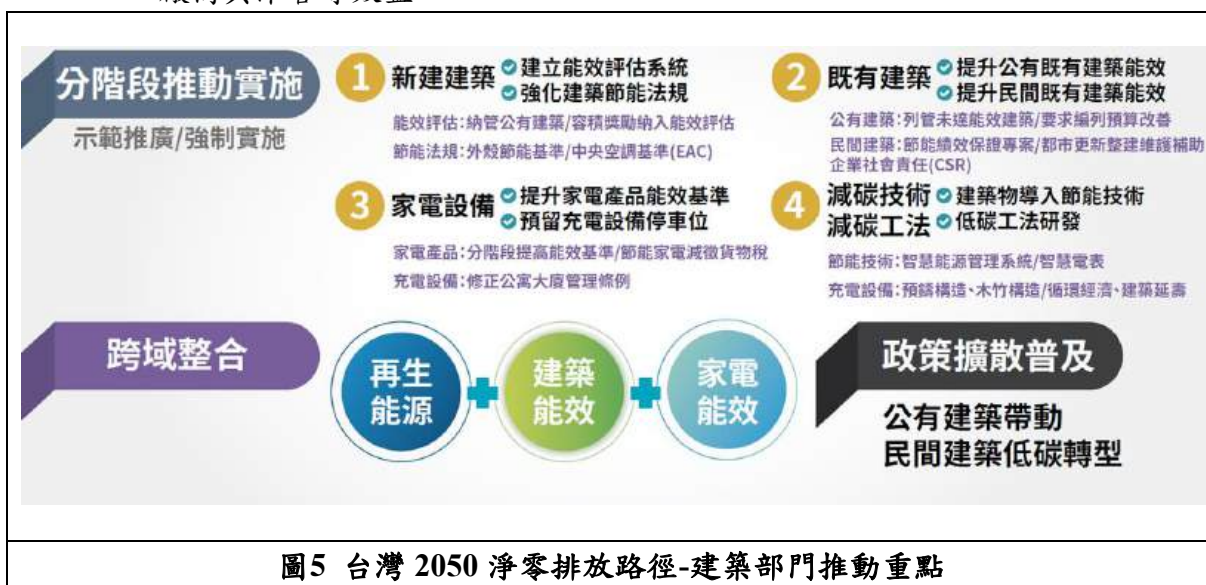 分階段推動實施
示範推廣/強制實施
1 新建建築
建立能效評估系統
強化建築節能法規
能效評估:納管公有建築/容積獎勵納入能效評估
節能法規:外殼節能基準/中央空調基準(EAC)
2 既有建築
提升公有既有建築能效
提升民間既有建築能效
公有建築:列管未達能效建築/要求編列預算改善
民間建築:節能績效保證專案/都市更新整建維護補助
企業社會責任(CSR)
3 家電設備
提升家電產品能效基準
預留充電設備停車位
家電產品:分階段提高能效基準/節能家電減徵貨物稅
充電設備:修正公寓大廈管理條例
4 減碳技術
減碳工法
建築物導入節能技術
低碳工法研發
節能技術:智慧能源管理系統/智慧電表
充電設備:預鑄構造、木竹構造/循環經濟、建築延壽
跨域整合
再生
能源
建築
能效
家電
能效
政策擴散普及
公有建築帶動
民間建築低碳轉型
圖5 台灣 2050 淨零排放路徑-建築部門推動重點